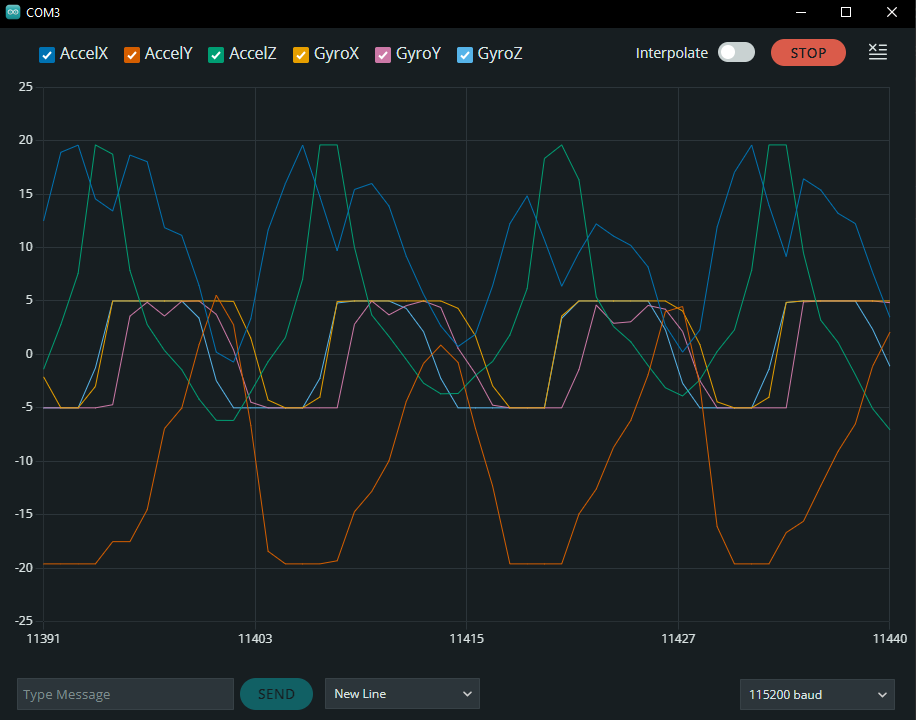 COM3
AccelX AccelY AccelZ GyroX GyroY GyroZ Interpolate STOP
25
20
15
10
5
0
-5
-10
-15
-20
-25
11391 11403 11415 11427 11440
Type Message SEND New Line 115200 baud